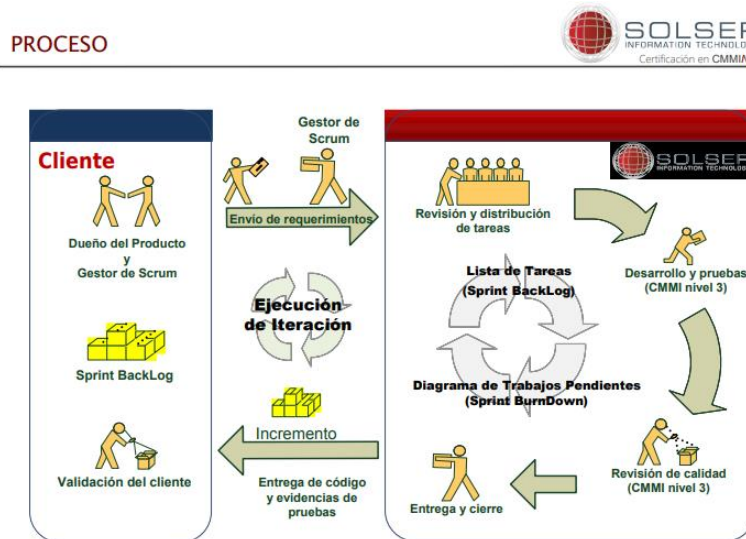 PROCESO
SOLSER
INFORMATION TECHNOLOG
Certificación en CMMI
Cliente
Dueño del Producto
y
Gestor de Scrum
Sprint BackLog
Validación del cliente
Gestor de
Scrum
Envío de requerimientos
Ejecución
de Iteración
Incremento
Entrega de código
y evidencias de
pruebas
SOLSER
INFORMATION TECHNOLOG
Revisión y distribución
de tareas
Lista de Tareas
(Sprint BackLog)
Desarrollo y pruebas
(CMMI nivel 3)
Diagrama de Trabajos Pendientes
(Sprint BurnDown)
Revisión de calidad
(CMMI nivel 3)
Entrega y cierre